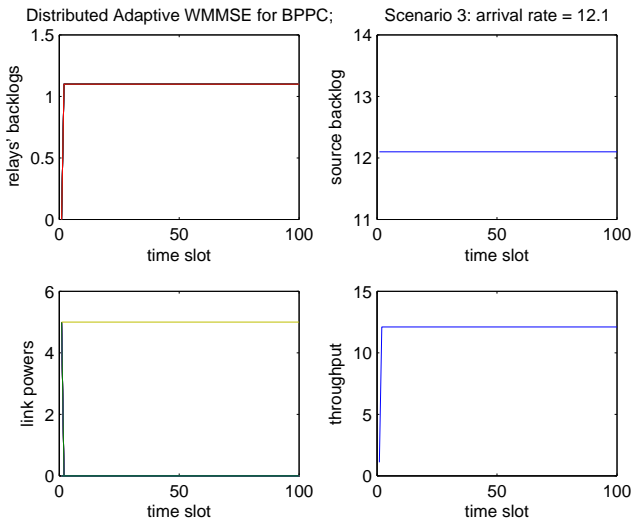 Distributed Adaptive WMMSE for BPPC;
Scenario 3: arrival rate = 12.1
1.5
1
0.5
0
relays' backlogs
0
50
100
time slot
14
13
12
11
source backlog
0
50
100
time slot
6
4
2
0
link powers
0
50
100
time slot
15
10
5
0
throughput
0
50
100
time slot